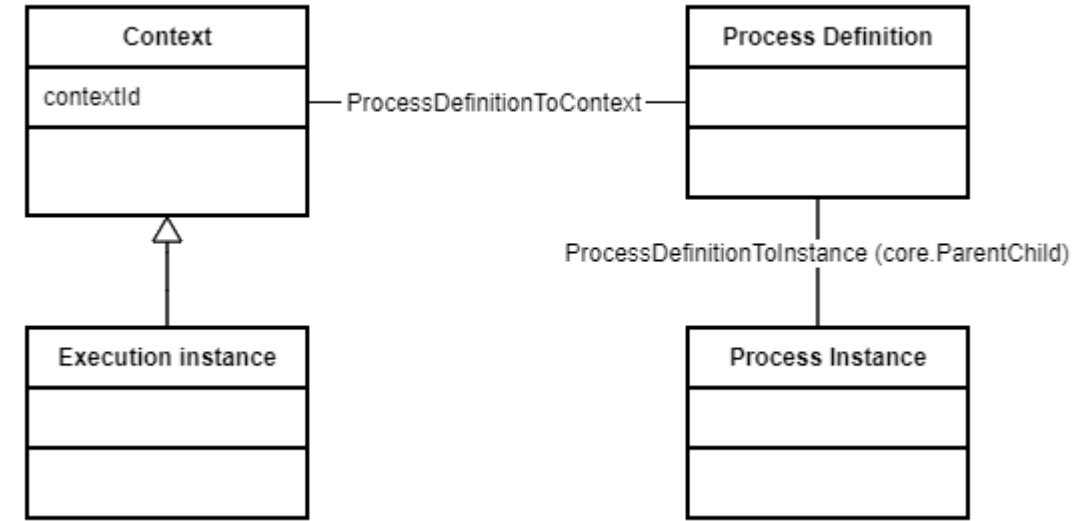 Context
Process Definition
contextId
ProcessDefinitionToContext
ProcessDefinitionToInstance (core.ParentChild)
Execution instance
Process Instance